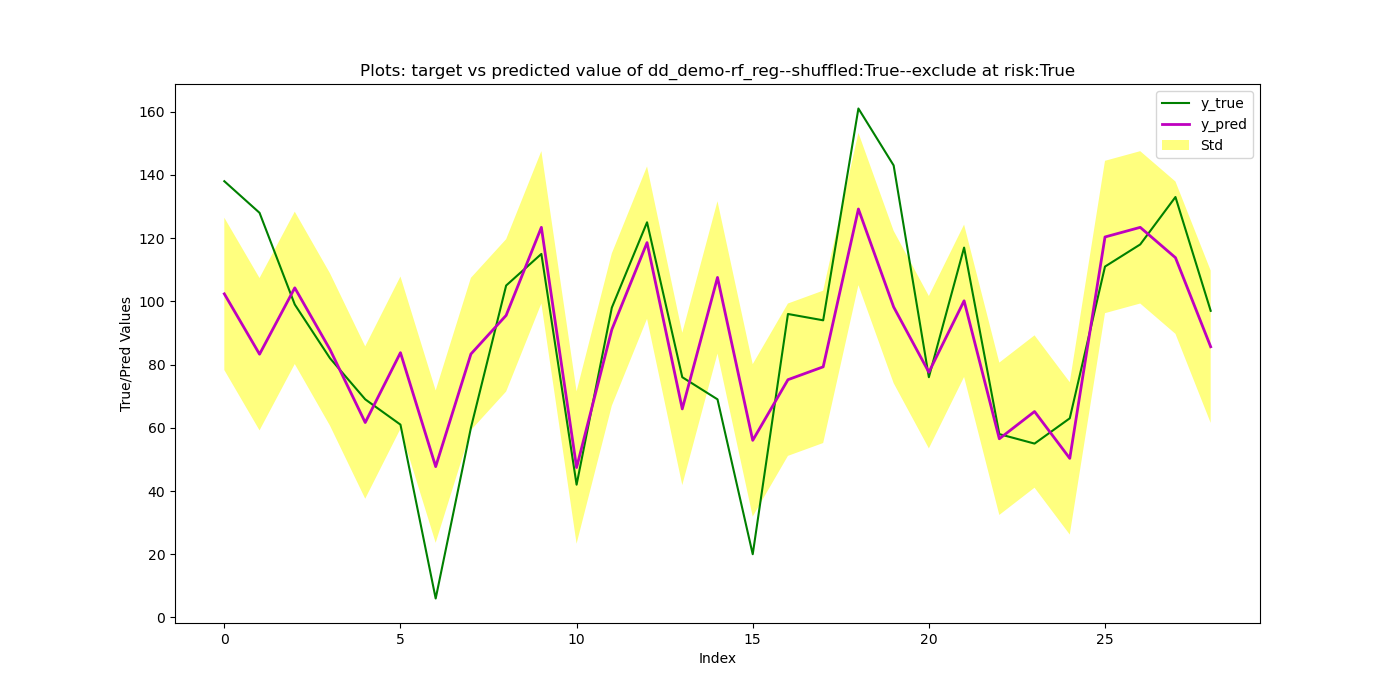 Plots: target vs predicted value of dd_demo-rf_reg--shuffled:True--exclude at risk:True
y_true
y_pred
Std
160
140
120
100
80
60
40
20
0
True/Pred Values
0 5 10 15 20 25
Index